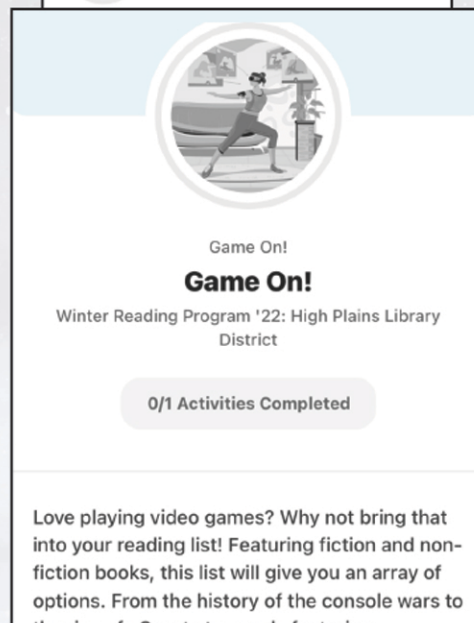 Game On!
Game On!
Winter Reading Program '22: High Plains Library
District
0/1 Activities Completed
Love playing video games? Why not bring that
into your reading list! Featuring fiction and non-
fiction books, this list will give you an array of
options. From the history of the console wars to